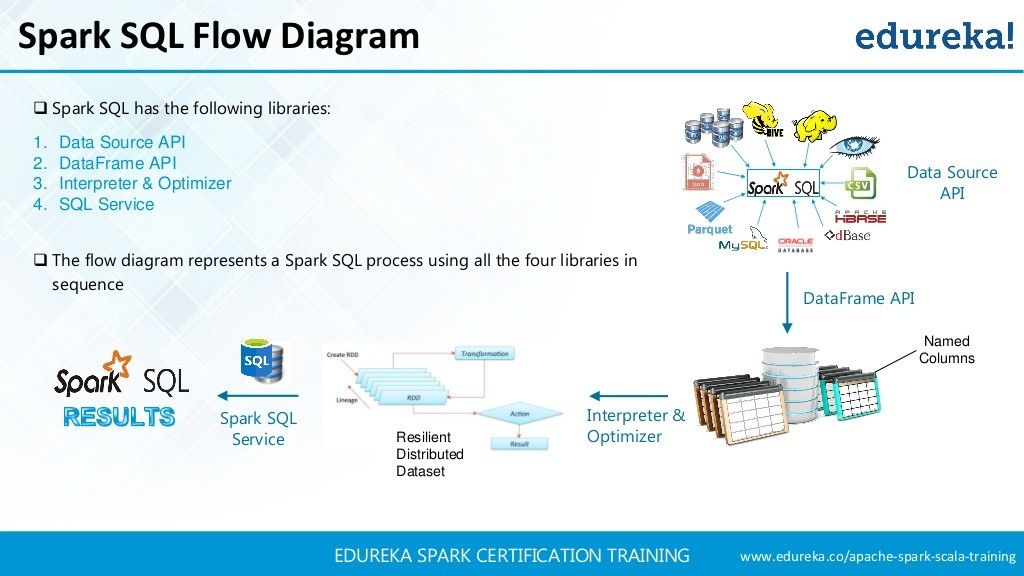 Spark SQL Flow Diagram
edureka!
❑ Spark SQL has the following libraries:
1. Data Source API
2. DataFrame API
3. Interpreter & Optimizer
4. SQL Service
❑ The flow diagram represents a Spark SQL process using all the four libraries in
sequence
HIVE
json
Spark SQL
CSV
APACHE
HBASE
Parquet
MySQL
ORACLE
DATABASE
dBase
Data Source
API
DataFrame API
Named
Columns
Interpreter &
Optimizer
Create RDD
Transformation
RDD
Lineage
Action
Result
Resilient
Distributed
Dataset
SQL
Spark SQL
Service
Spark SQL
RESULTS
EDUREKA SPARK CERTIFICATION TRAINING
www.edureka.co/apache-spark-scala-training